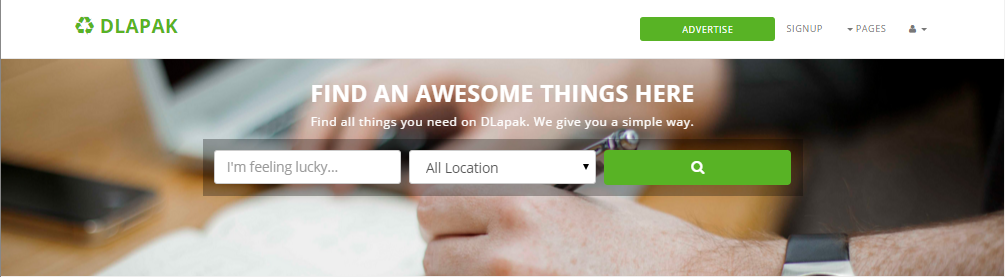 DLAPAK
ADVERTISE
SIGNUP
PAGES
FIND AN AWESOME THINGS HERE
Find all things you need on DLapak. We give you a simple way.
I'm feeling lucky...
All Location